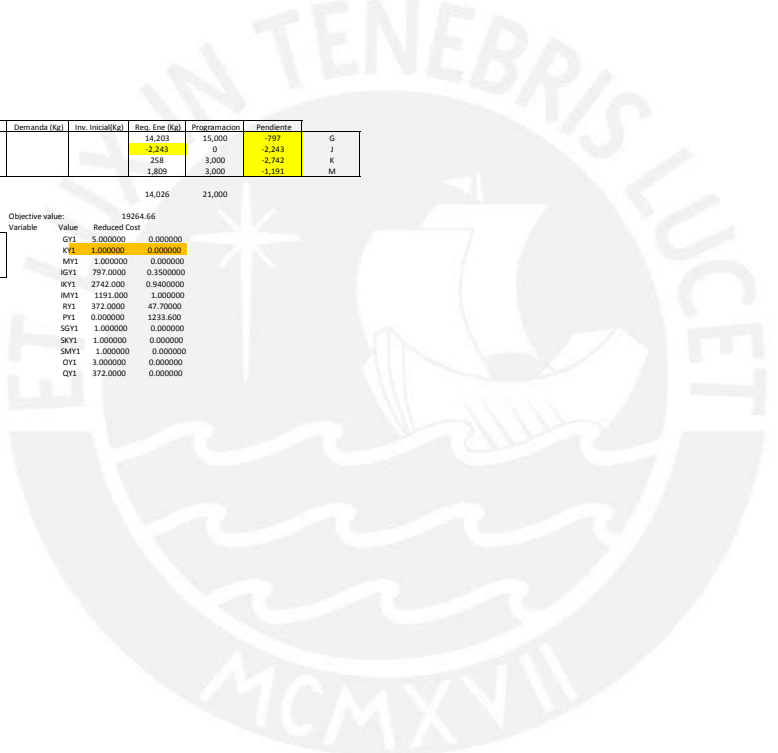 Demanda (Kg) Inv. Inicial(Kg) Req. Ene (Kg) Programacion Pendiente
14,203 15,000 -797 G
-2,243 0 -2,243 J
258 3,000 -2,742 K
1,809 3,000 -1,191 M
14,026 21,000
Objective value: 19264.66
Variable Value Reduced Cost
GY1 5.000000 0.000000
KY1 1.000000 0.000000
MY1 1.000000 0.000000
IGY1 797.0000 0.3500000
IKY1 2742.000 0.9400000
IMY1 1191.000 1.000000
RY1 372.0000 47.70000
PY1 0.000000 1233.600
SGY1 1.000000 0.000000
SKY1 1.000000 0.000000
SMY1 1.000000 0.000000
OY1 3.000000 0.000000
QY1 372.0000 0.000000
ET LUX IN TENEBRIS LUCET
MCMXVII